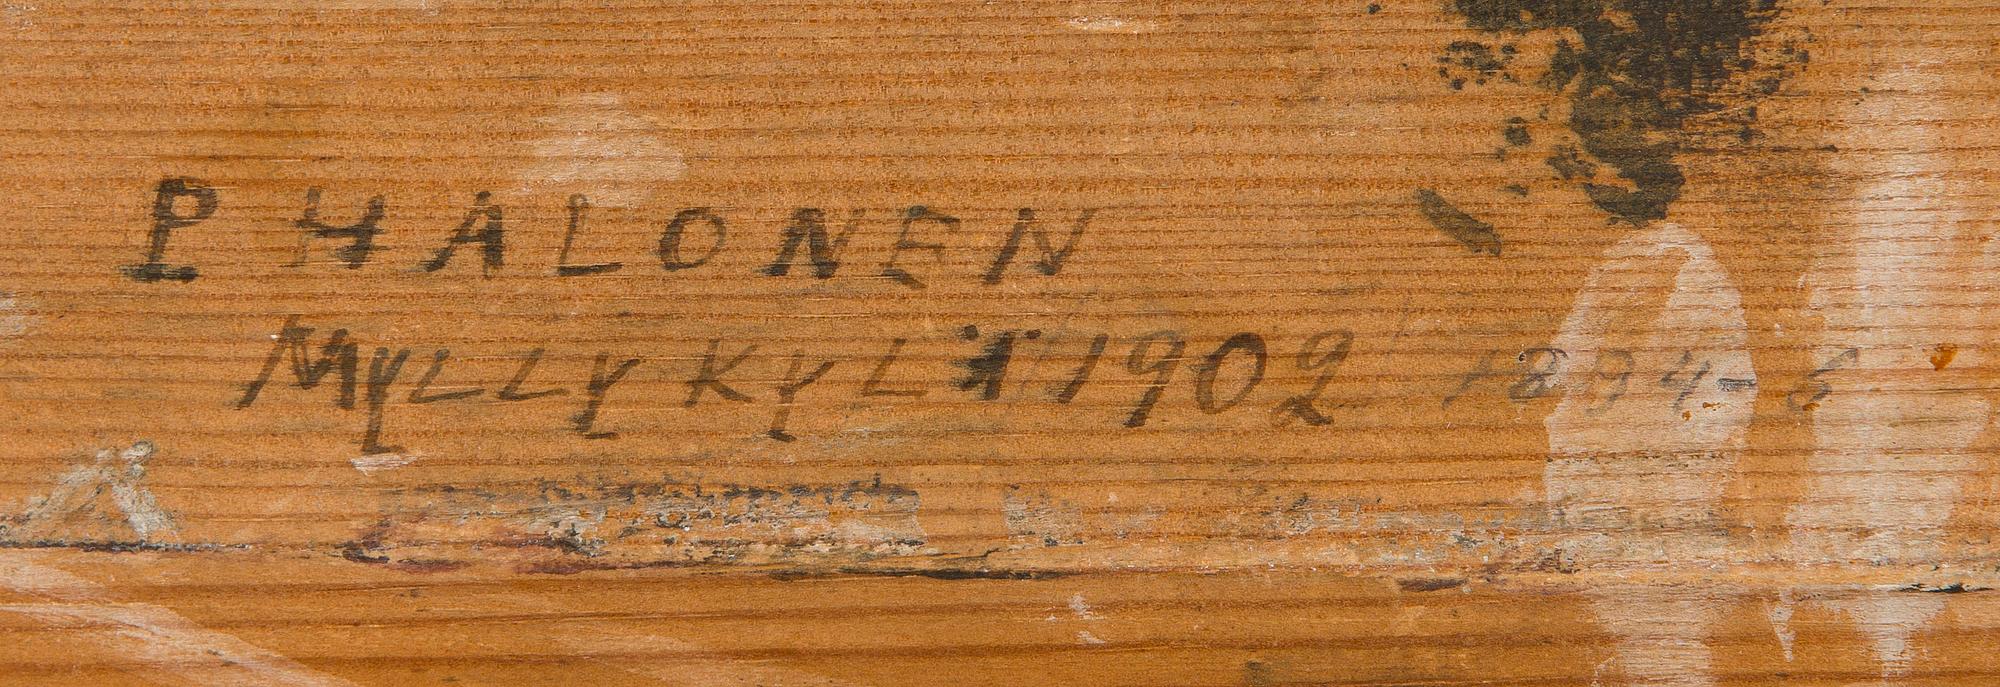 P HALONEN
MYLLYKYLÄ 1902 1894-6